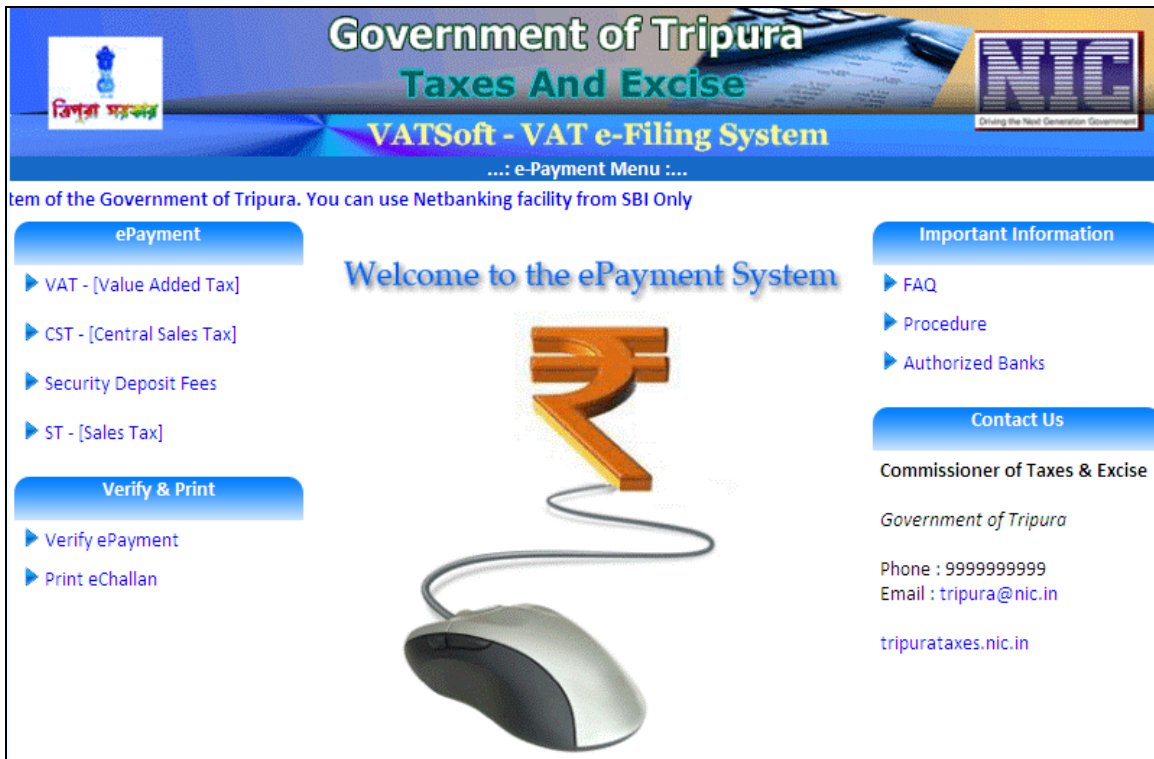 Government of Tripura
Taxes And Excise
ত্রিপুরা সরকার
NIC
Driving the Next Generation Government
VATSoft - VAT e-Filing System
...: e-Payment Menu :...
tem of the Government of Tripura. You can use Netbanking facility from SBI Only
ePayment
VAT - [Value Added Tax]
CST - [Central Sales Tax]
Security Deposit Fees
ST - [Sales Tax]
Verify & Print
Verify ePayment
Print eChallan
Welcome to the ePayment System
Important Information
FAQ
Procedure
Authorized Banks
Contact Us
Commissioner of Taxes & Excise
Government of Tripura
Phone : 9999999999
Email : tripura@nic.in
tripurataxes.nic.in